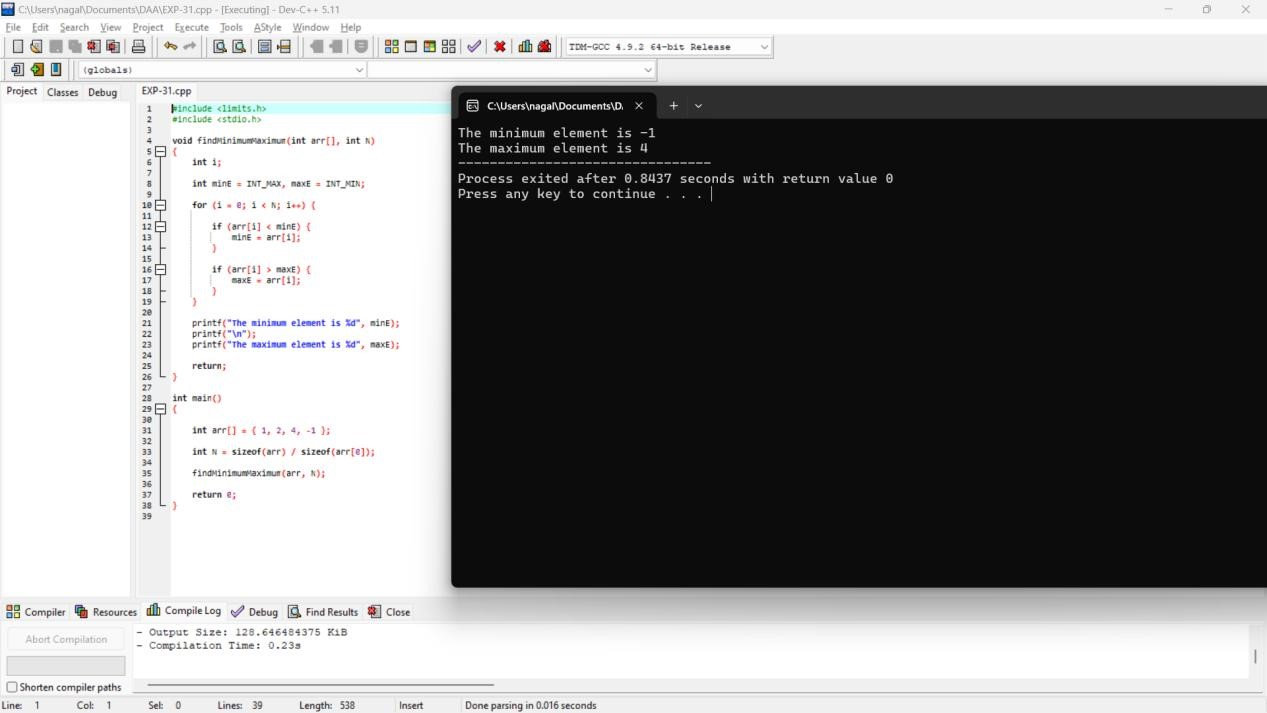 C:\Users\nagal\Documents\DAA\EXP-31.cpp - [Executing] - Dev-C++ 5.11
File Edit Search View Project Execute Tools AStyle Window Help
TDM-GCC 4.9.2 64-bit Release
(globals)
Project Classes Debug
EXP-31.cpp
1 #include <limits.h>
2 #include <stdio.h>
3
4 void findMinimumMaximum(int arr[], int N)
5 {
6 int i;
7
8 int minE = INT_MAX, maxE = INT_MIN;
9
10 for (i = 0; i < N; i++) {
11
12 if (arr[i] < minE) {
13 minE = arr[i];
14 }
15
16 if (arr[i] > maxE) {
17 maxE = arr[i];
18 }
19 }
20
21 printf("The minimum element is %d", minE);
22 printf("\n");
23 printf("The maximum element is %d", maxE);
24
25 return;
26 }
27
28 int main()
29 {
30
31 int arr[] = { 1, 2, 4, -1 };
32
33 int N = sizeof(arr) / sizeof(arr[0]);
34
35 findMinimumMaximum(arr, N);
36
37 return 0;
38 }
39
C:\Users\nagal\Documents\D.
The minimum element is -1
The maximum element is 4
--------------------------------
Process exited after 0.8437 seconds with return value 0
Press any key to continue . . .
Compiler Resources Compile Log Debug Find Results Close
Abort Compilation
Shorten compiler paths
- Output Size: 128.646484375 KiB
- Compilation Time: 0.23s
Line: 1 Col: 1 Sel: 0 Lines: 39 Length: 538 Insert Done parsing in 0.016 seconds